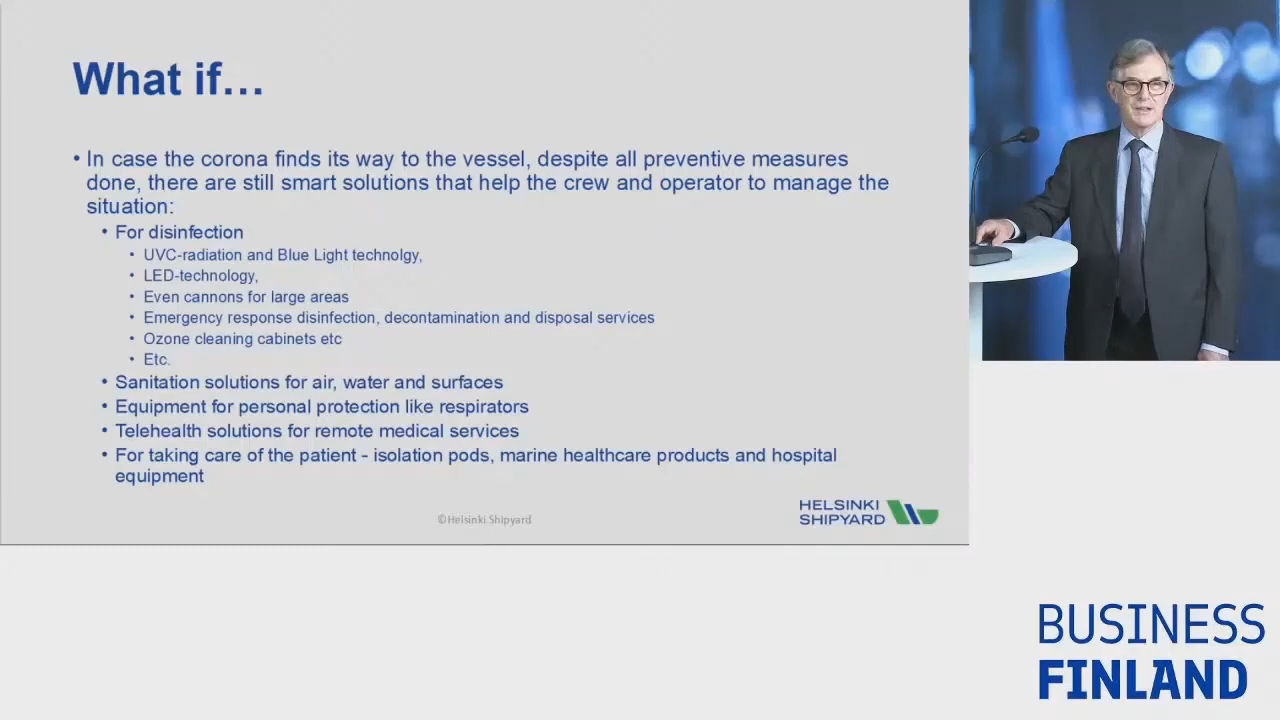 What if...
• In case the corona finds its way to the vessel, despite all preventive measures
done, there are still smart solutions that help the crew and operator to manage the
situation:
• For disinfection
• UVC-radiation and Blue Light technolgy,
• LED-technology,
• Even cannons for large areas
• Emergency response disinfection, decontamination and disposal services
• Ozone cleaning cabinets etc
• Etc.
• Sanitation solutions for air, water and surfaces
• Equipment for personal protection like respirators
• Telehealth solutions for remote medical services
• For taking care of the patient - isolation pods, marine healthcare products and hospital
equipment
©Helsinki Shipyard
HELSINKI
SHIPYARD
BUSINESS
FINLAND